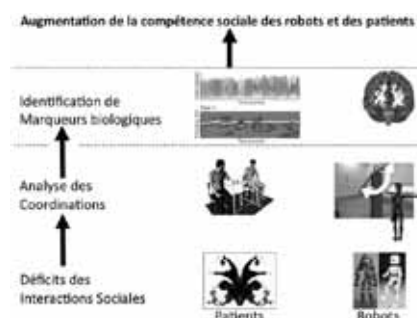 Augmentation de la compétence sociale des robots et des patients
Identification de
Marqueurs biologiques
Analyse des
Coordinations
Déficits des
Interactions Sociales
Patients
Robots